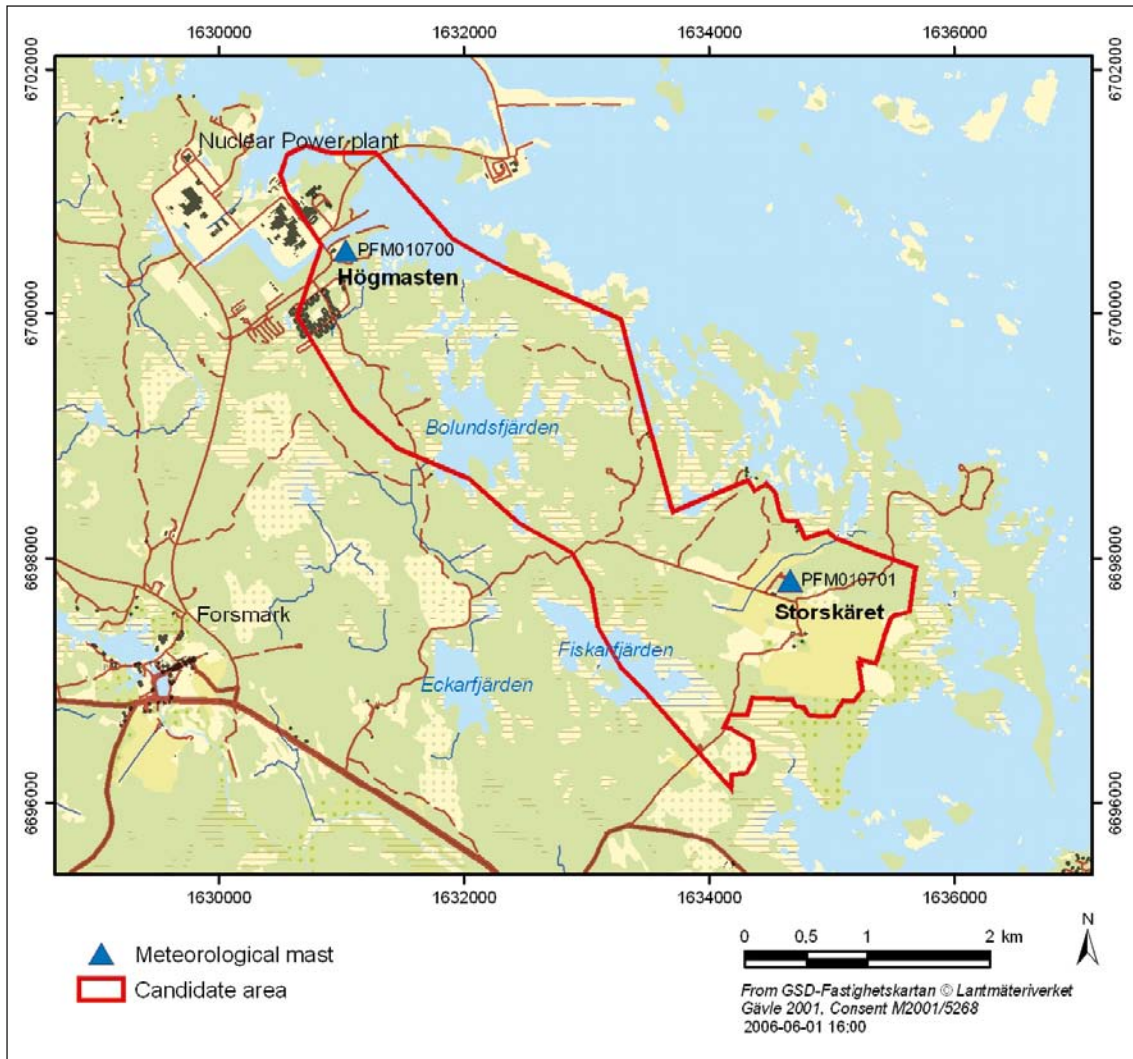 1630000 1632000 1634000 1636000
6702000 6702000
Nuclear Power plant
PFM010700
Högmasten
6700000 6700000
Bolundsfjärden
6698000 6698000
PFM010701
Storskäret
Forsmark
Fiskarfjärden
Eckarfjärden
6696000 6696000
1630000 1632000 1634000 1636000
Meteorological mast
Candidate area
N
0 0,5 1 2 km
From GSD-Fastighetskartan © Lantmäteriverket
Gävle 2001, Consent M2001/5268
2006-06-01 16:00